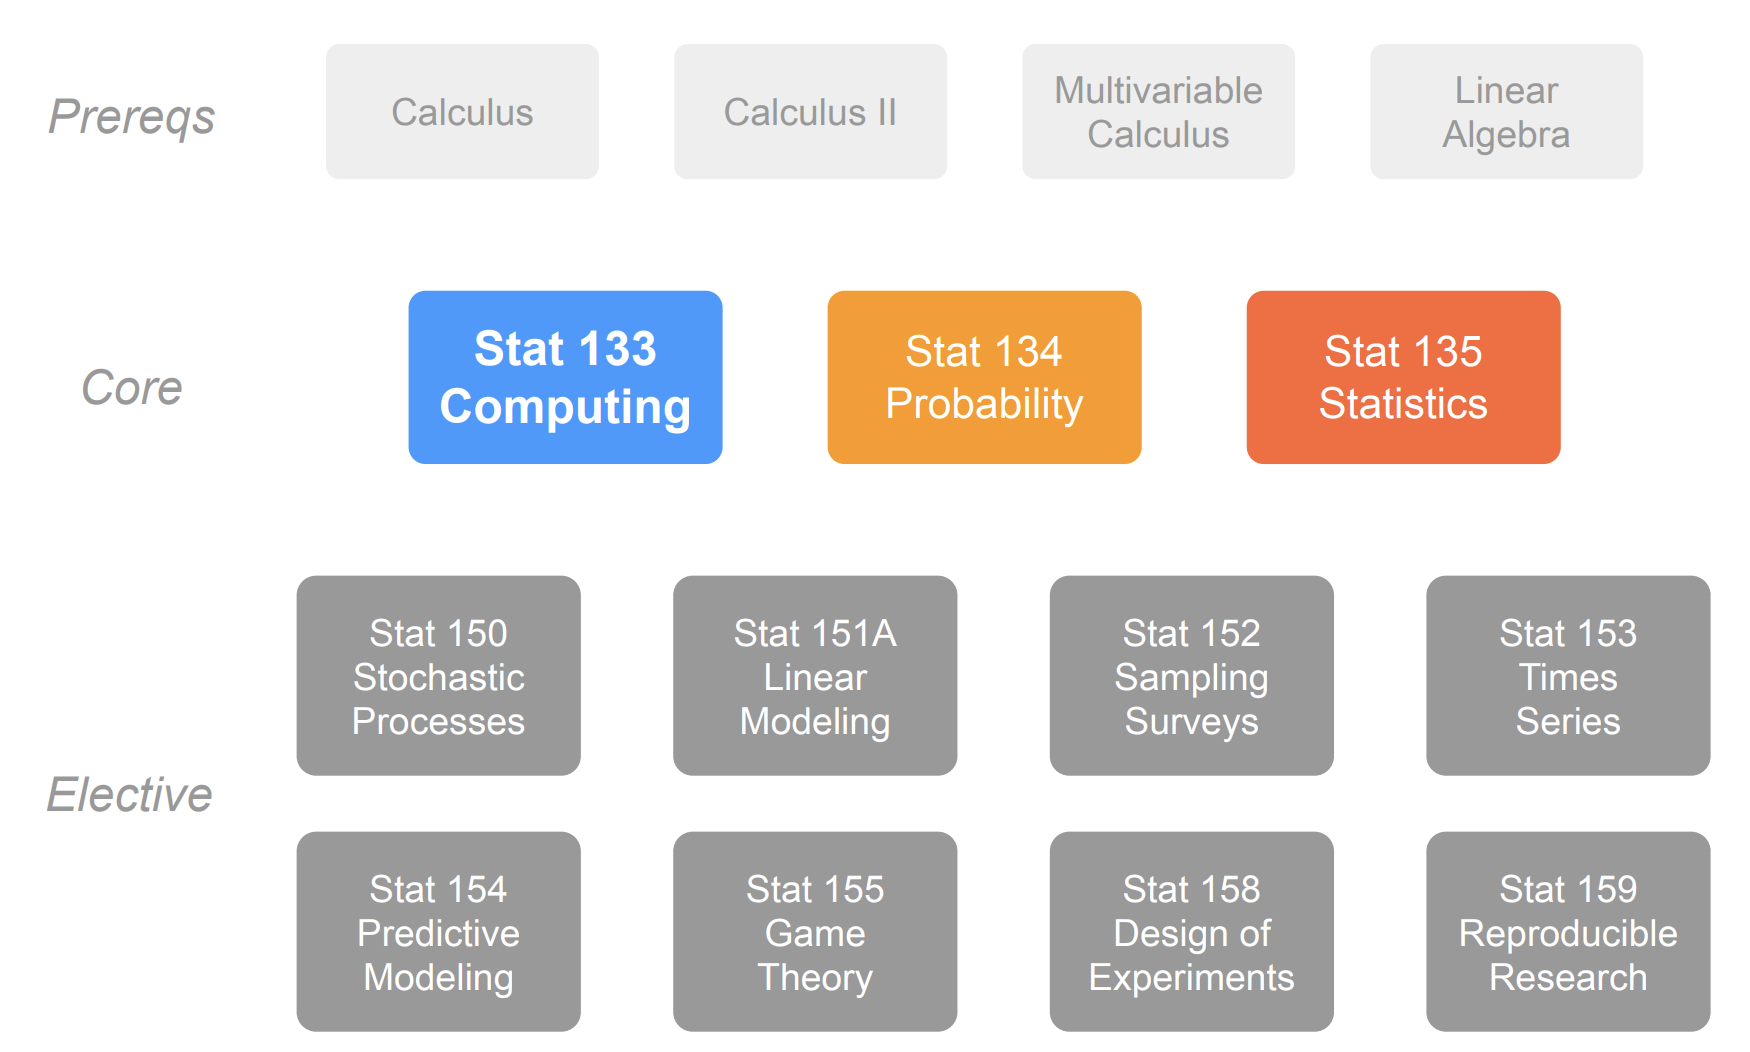 Prereqs
Calculus
Calculus II
Multivariable
Calculus
Linear
Algebra
Core
Stat 133
Computing
Stat 134
Probability
Stat 135
Statistics
Elective
Stat 150
Stochastic
Processes
Stat 151A
Linear
Modeling
Stat 152
Sampling
Surveys
Stat 153
Times
Series
Stat 154
Predictive
Modeling
Stat 155
Game
Theory
Stat 158
Design of
Experiments
Stat 159
Reproducible
Research